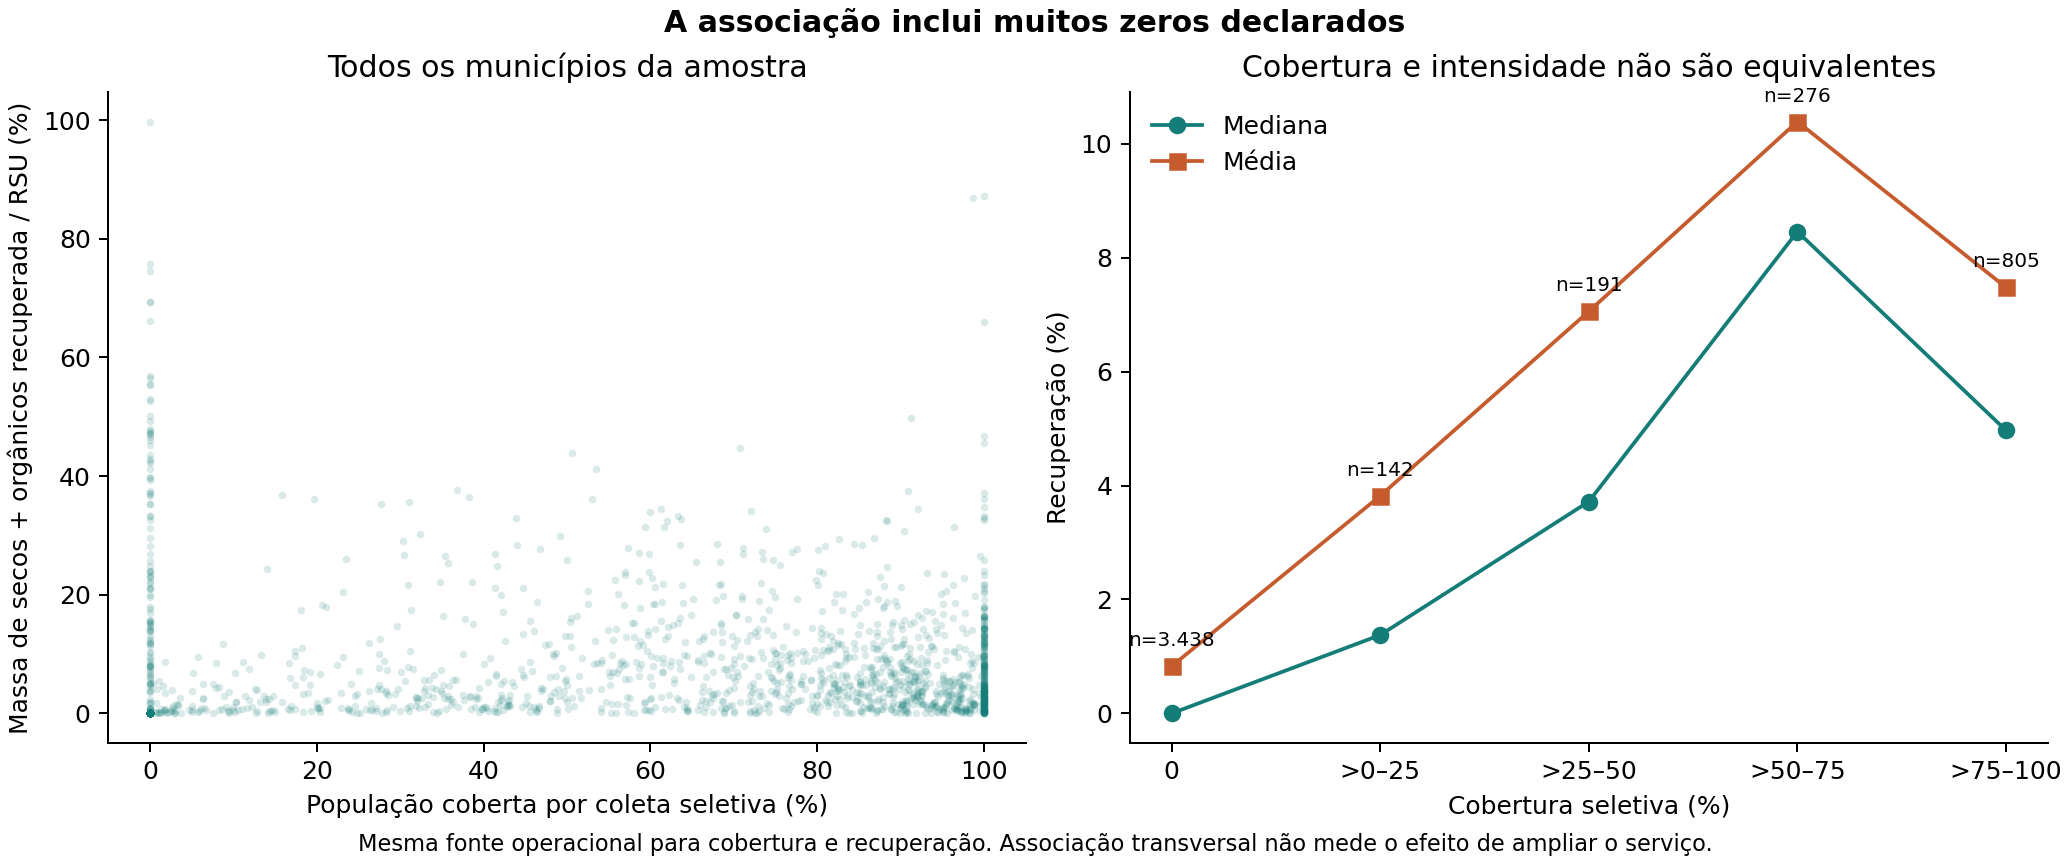 A associação inclui muitos zeros declarados
Todos os municípios da amostra
Massa de secos + orgânicos recuperada / RSU (%)
100
80
60
40
20
0
0
20
40
60
80
100
População coberta por coleta seletiva (%)
Cobertura e intensidade não são equivalentes
Mediana
Média
Recuperação (%)
10
8
6
4
2
0
n=3.438
n=142
n=191
n=276
n=805
0
>0–25
>25–50
>50–75
>75–100
Cobertura seletiva (%)
Mesma fonte operacional para cobertura e recuperação. Associação transversal não mede o efeito de ampliar o serviço.